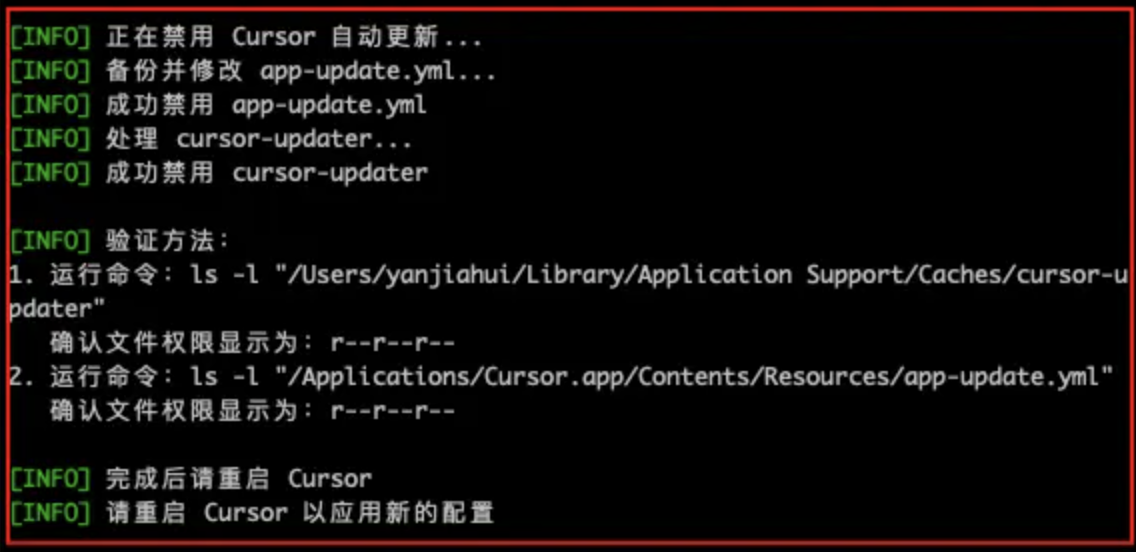 [INFO] 正在禁用 Cursor 自动更新...
[INFO] 备份并修改 app-update.yml...
[INFO] 成功禁用 app-update.yml
[INFO] 处理 cursor-updater...
[INFO] 成功禁用 cursor-updater
[INFO] 验证方法：
1. 运行命令：ls -l "/Users/yanjiahui/Library/Application Support/Caches/cursor-u
pdater"
确认文件权限显示为：r--r--r--
2. 运行命令：ls -l "/Applications/Cursor.app/Contents/Resources/app-update.yml"
确认文件权限显示为：r--r--r--
[INFO] 完成后请重启 Cursor
[INFO] 请重启 Cursor 以应用新的配置